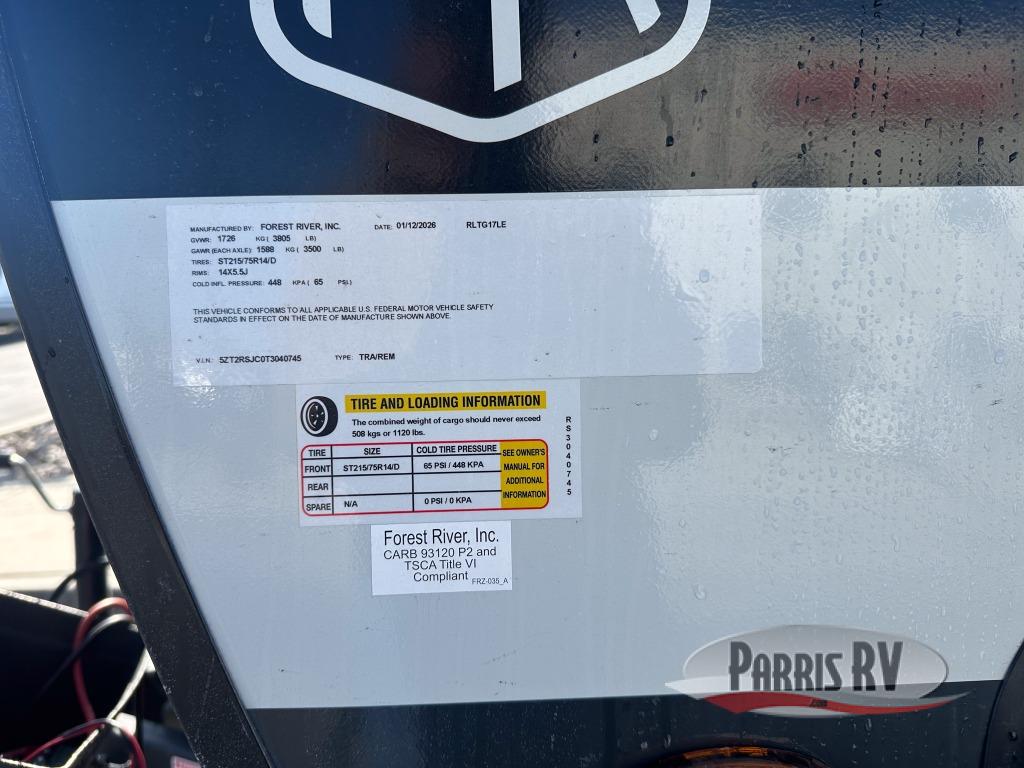 MANUFACTURED BY: FOREST RIVER, INC. DATE: 01/12/2026 RLTG17LE
GVWR: 1726 KG ( 3805 LB)
GAWR (EACH AXLE): 1588 KG ( 3500 LB)
TIRES: ST215/75R14/D
RIMS: 14X5.5J
COLD INFL. PRESSURE: 448 KPA ( 65 PSI,)
THIS VEHICLE CONFORMS TO ALL APPLICABLE U.S. FEDERAL MOTOR VEHICLE SAFETY
STANDARDS IN EFFECT ON THE DATE OF MANUFACTURE SHOWN ABOVE.
V.I.N.: 5ZT2RSJC0T3040745 TYPE: TRA/REM
TIRE AND LOADING INFORMATION
The combined weight of cargo should never exceed
508 kgs or 1120 lbs.
TIRE SIZE COLD TIRE PRESSURE
FRONT ST215/75R14/D 65 PSI / 448 KPA
REAR
SPARE N/A 0 PSI / 0 KPA
SEE OWNER'S
MANUAL FOR
ADDITIONAL
INFORMATION
RS3040745
Forest River, Inc.
CARB 93120 P2 and
TSCA Title VI
Compliant FRZ-035_A
PARRIS RV
.com